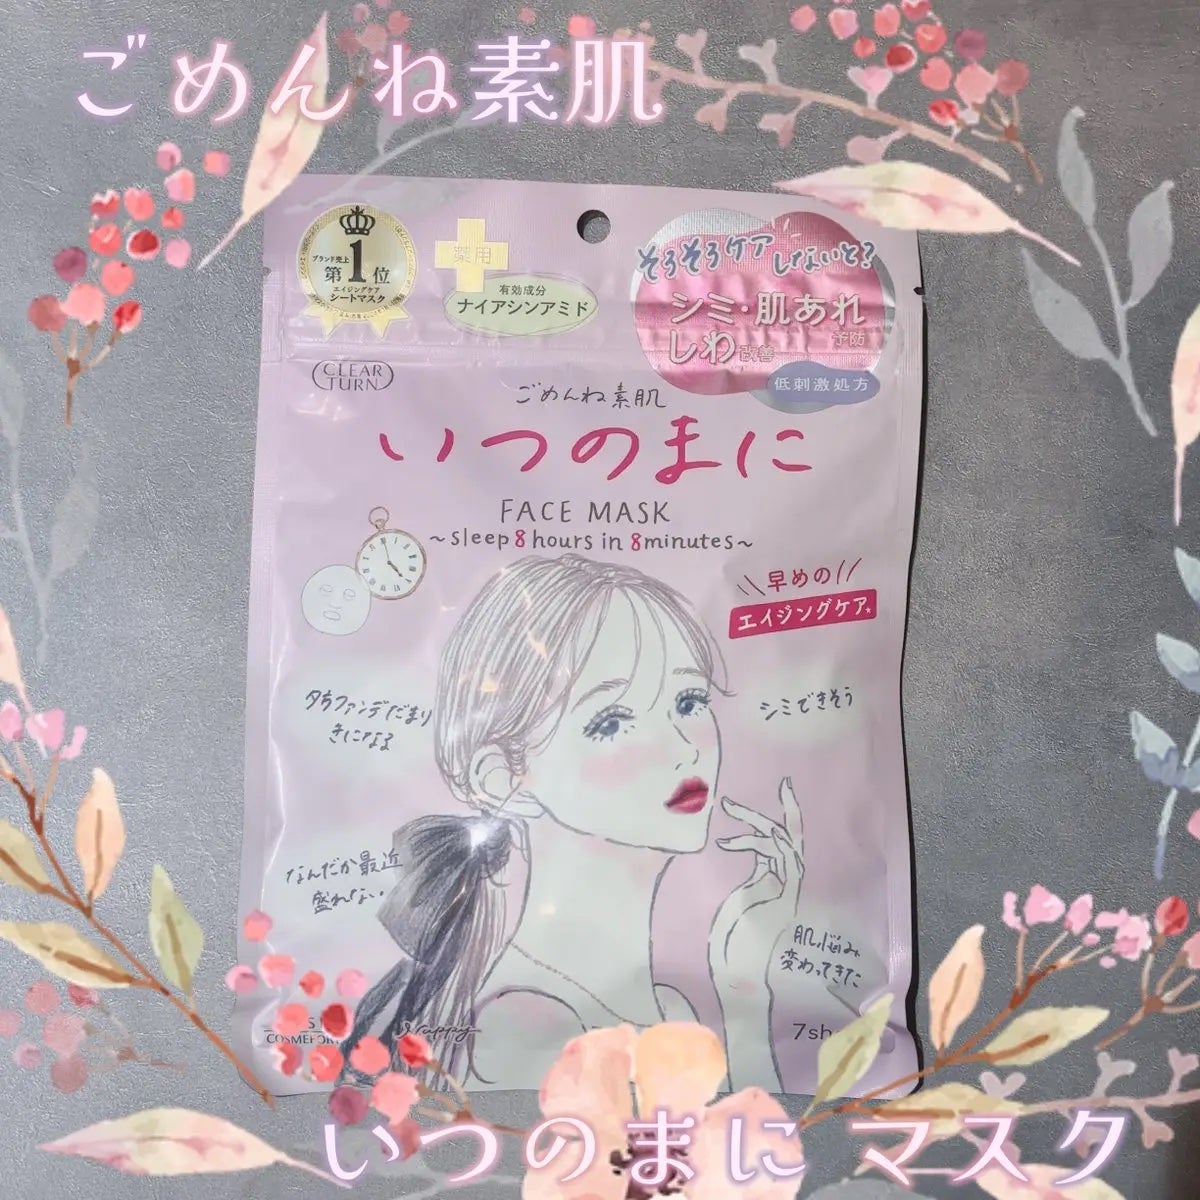 ごめんね素肌
ブランド売上
第1位
エイジングケア
シートマスク
薬用
有効成分
ナイアシンアミド
そろそろケア
しないと?
シミ・肌あれ
予防
しわ改善
低刺激処方
CLEAR
TURN
ごめんね素肌
いつのまに
FACE MASK
~sleep 8 hours in 8 minutes~
早めの
エイジングケア*
夕方ファンデだまり
きになる
シミできそう
なんだか最近
盛れない。
肌悩み
変わってきた
COSMEPORT
7sh
いつのまに マスク